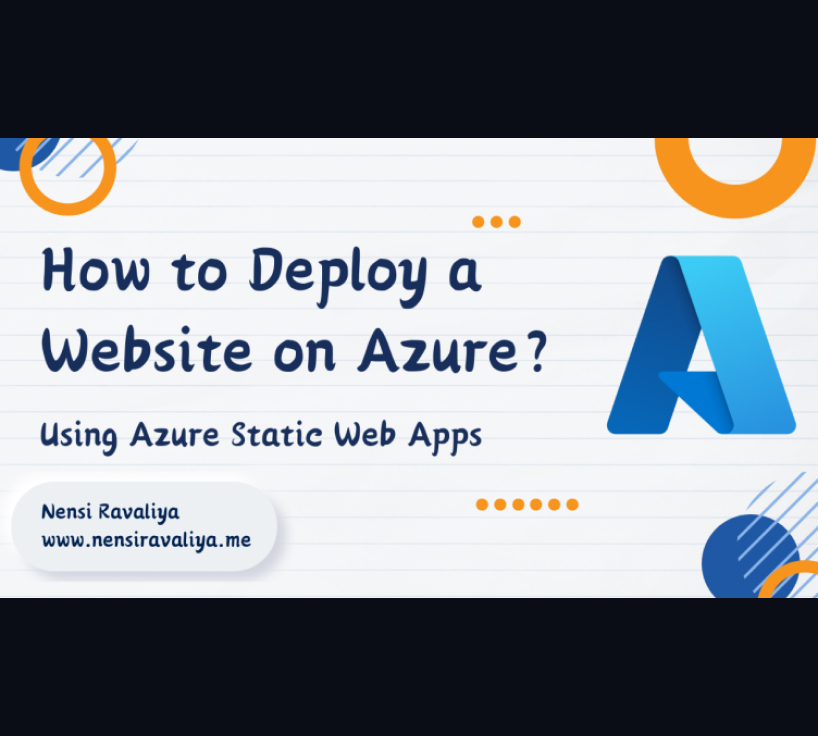 How to Deploy a
Website on Azure?
Using Azure Static Web Apps
Nensi Ravaliya
www.nensiravaliya.me